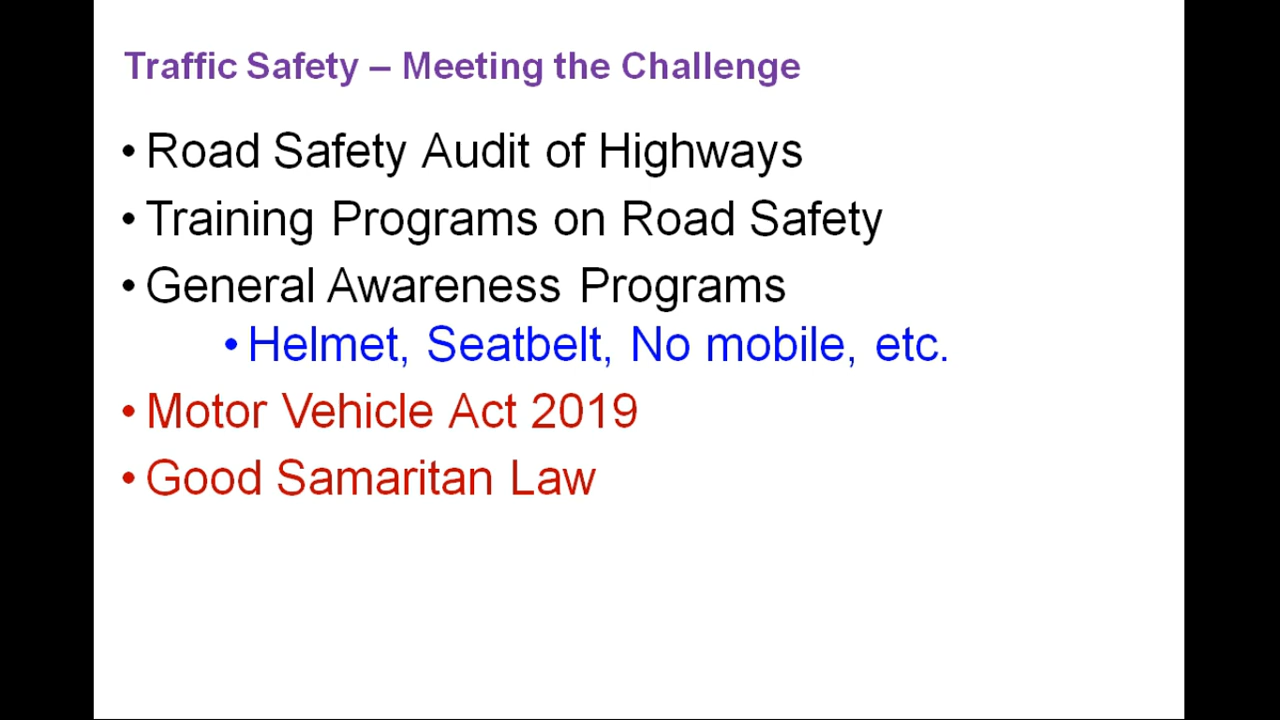 Traffic Safety – Meeting the Challenge
• Road Safety Audit of Highways
• Training Programs on Road Safety
• General Awareness Programs
• Helmet, Seatbelt, No mobile, etc.
• Motor Vehicle Act 2019
• Good Samaritan Law